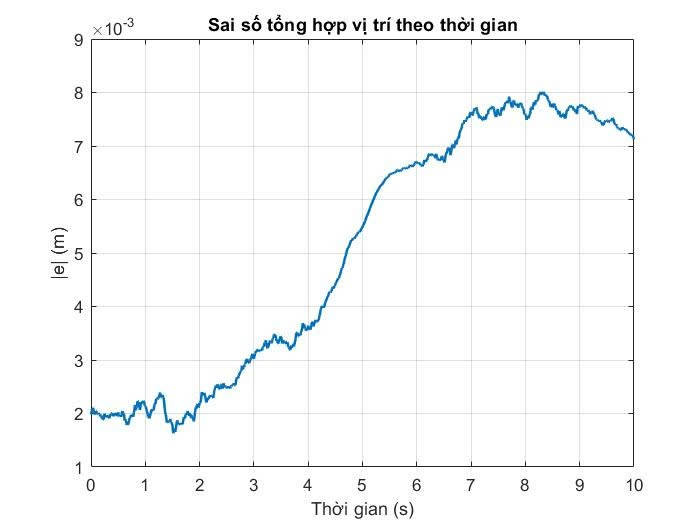 Sai số tổng hợp vị trí theo thời gian
×10⁻³
9
8
7
6
5
4
3
2
1
|e| (m)
0 1 2 3 4 5 6 7 8 9 10
Thời gian (s)